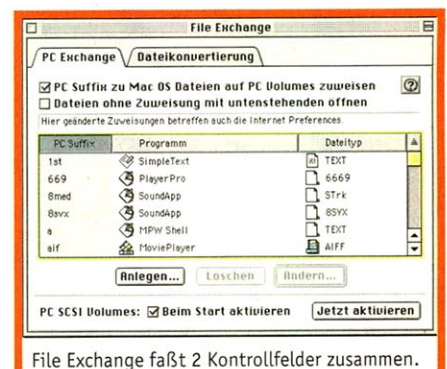 File Exchange
PC Exchange Dateikonvertierung
PC Suffix zu Mac OS Dateien auf PC Volumes zuweisen
Dateien ohne Zuweisung mit untenstehenden öffnen
Hier geänderte Zuweisungen betreffen auch die Internet Preferences.
PC Suffix Programm Dateityp
1st SimpleText TEXT
669 PlayerPro 6669
8med SoundApp STrk
8svx SoundApp 8SYX
a MPW Shell TEXT
aif MoviePlayer AIFF
Anlegen... Löschen Ändern...
PC SCSI Volumes: Beim Start aktivieren Jetzt aktivieren
File Exchange faßt 2 Kontrollfelder zusammen.